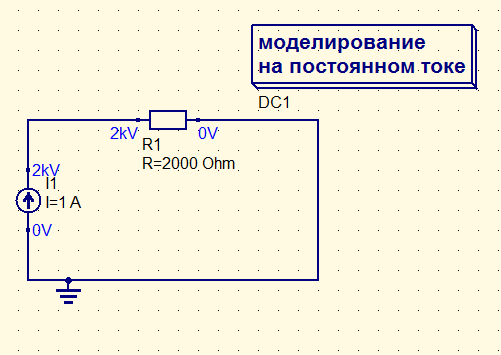 моделирование
на постоянном токе
DC1
2kV
0V
R1
R=2000 Ohm
2kV
I1
I=1 A
0V